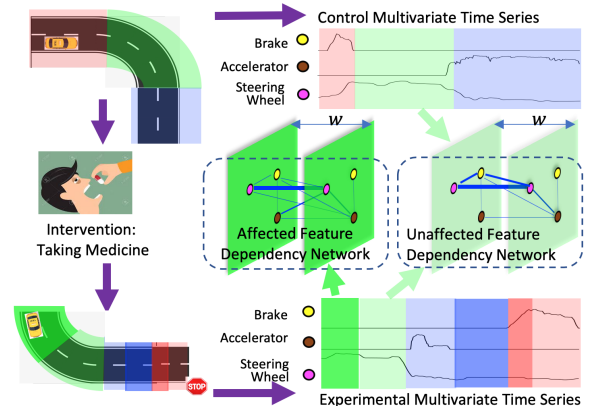 Control Multivariate Time Series
Brake
Accelerator
Steering
Wheel
w
w
Intervention:
Taking Medicine
Affected Feature
Dependency Network
Unaffected Feature
Dependency Network
Brake
Accelerator
Steering
Wheel
STOP
Experimental Multivariate Time Series